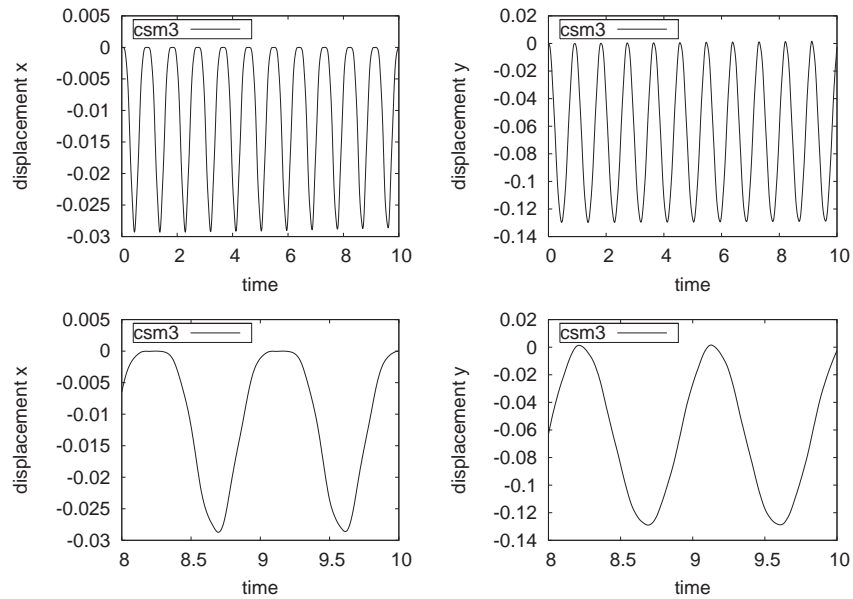 0.005
0
-0.005
-0.01
-0.015
-0.02
-0.025
-0.03
displacement x
csm3
0 2 4 6 8 10
time
0.02
0
-0.02
-0.04
-0.06
-0.08
-0.1
-0.12
-0.14
displacement y
csm3
0 2 4 6 8 10
time
0.005
0
-0.005
-0.01
-0.015
-0.02
-0.025
-0.03
displacement x
csm3
8 8.5 9 9.5 10
time
0.02
0
-0.02
-0.04
-0.06
-0.08
-0.1
-0.12
-0.14
displacement y
csm3
8 8.5 9 9.5 10
time